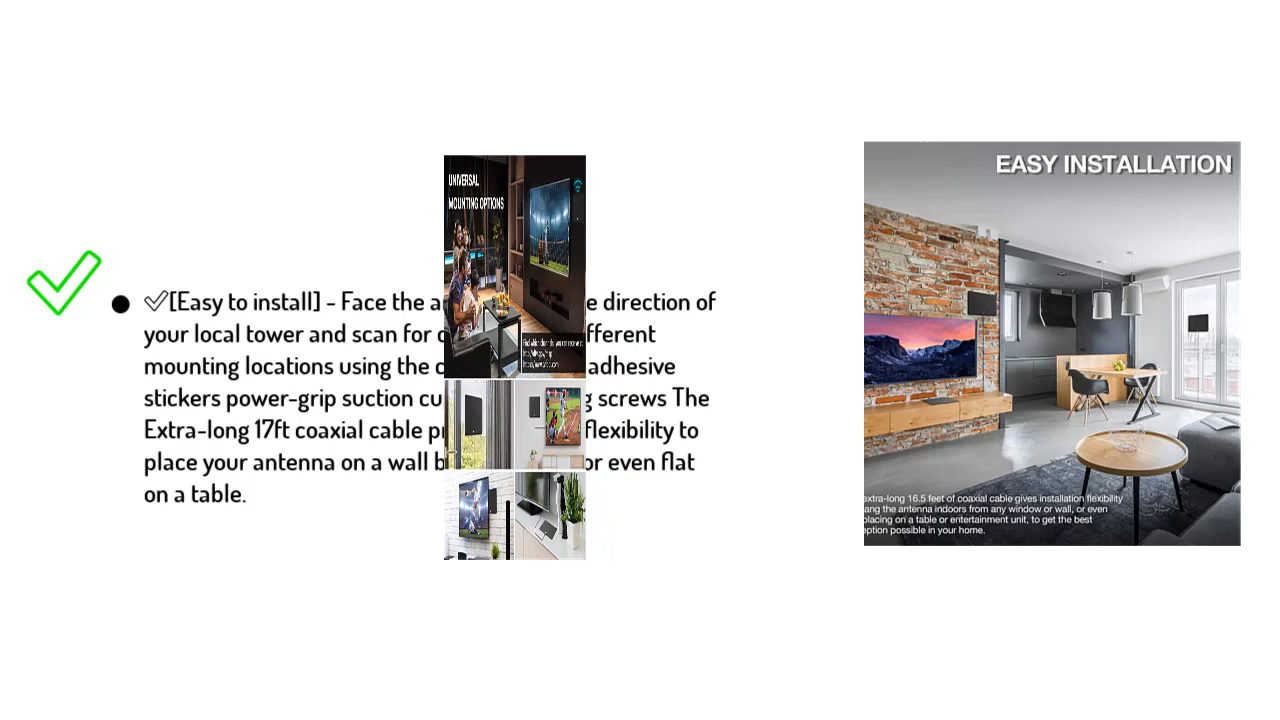 ✓[Easy to install] - Face the a e direction of
your local tower and scan for fferent
mounting locations using the adhesive
stickers power-grip suction cu g screws The
Extra-long 17ft coaxial cable flexibility to
place your antenna on a wall b or even flat
on a table.
UNIVERSAL
MOUNTING OPTIONS
EASY INSTALLATION
extra-long 16.5 feet of coaxial cable gives installation flexibility
ang the antenna indoors from any window or wall, or even
placing on a table or entertainment unit, to get the best
eption possible in your home.